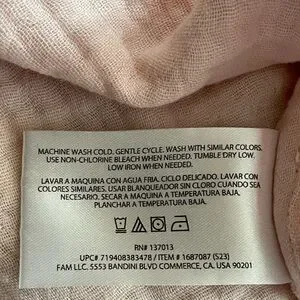 MACHINE WASH COLD. GENTLE CYCLE. WASH WITH SIMILAR COLORS.
USE NON-CHLORINE BLEACH WHEN NEEDED. TUMBLE DRY LOW.
LOW IRON WHEN NEEDED.
LAVAR A MAQUINA CON AGUA FRIA. CICLO DELICADO. LAVAR CON
COLORES SIMILARES. USAR BLANQUEADOR SIN CLORO CUANDO SEA
NECESARIO. SECAR A MAQUINA A TEMPERATURA BAJA.
PLANCHAR A TEMPERATURA BAJA.
RN# 137013
UPC# 719408383478 / ITEM # 1687087 (S23)
FAM LLC. 5553 BANDINI BLVD COMMERCE, CA. USA 90201